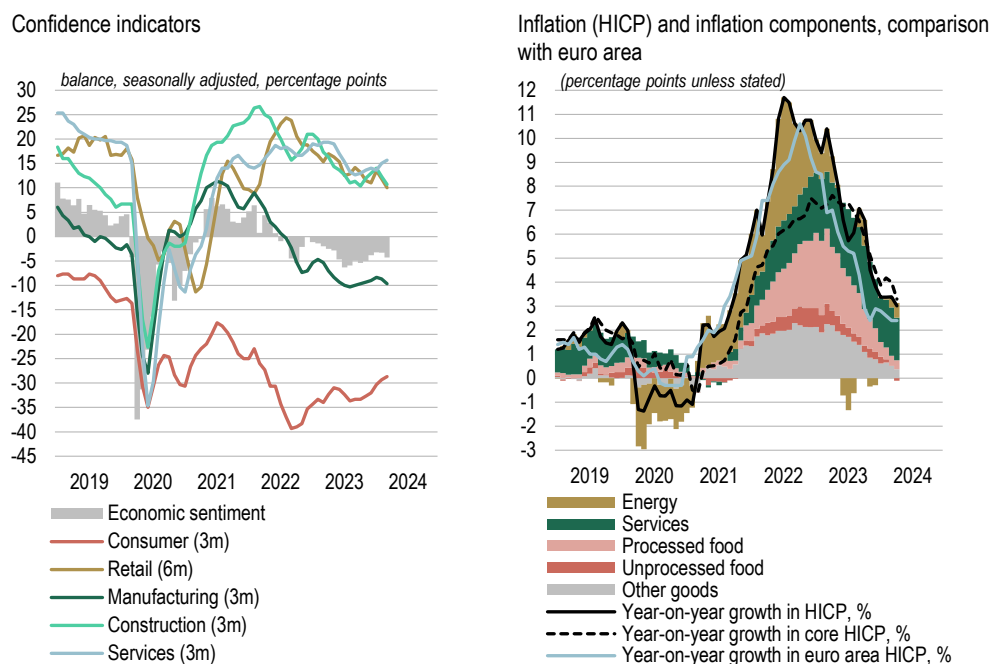 Confidence indicators
balance, seasonally adjusted, percentage points
30
25
20
15
10
5
0
-5
-10
-15
-20
-25
-30
-35
-40
-45
2019 2020 2021 2022 2023 2024
Economic sentiment
Consumer (3m)
Retail (6m)
Manufacturing (3m)
Construction (3m)
Services (3m)
Inflation (HICP) and inflation components, comparison
with euro area
(percentage points unless stated)
12
11
10
9
8
7
6
5
4
3
2
1
0
-1
-2
-3
2019 2020 2021 2022 2023 2024
Energy
Services
Processed food
Unprocessed food
Other goods
Year-on-year growth in HICP, %
Year-on-year growth in core HICP, %
Year-on-year growth in euro area HICP, %